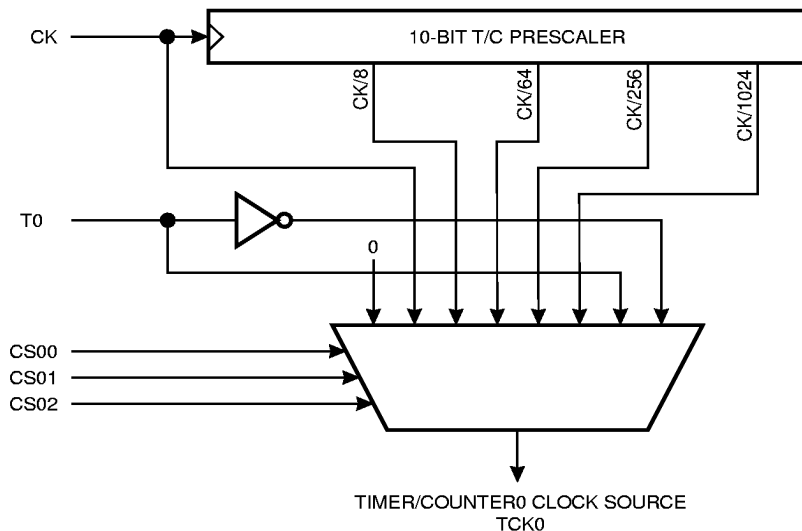 CK
10-BIT T/C PRESCALER
CK/8
CK/64
CK/256
CK/1024
T0
0
CS00
CS01
CS02
TIMER/COUNTER0 CLOCK SOURCE
TCK0